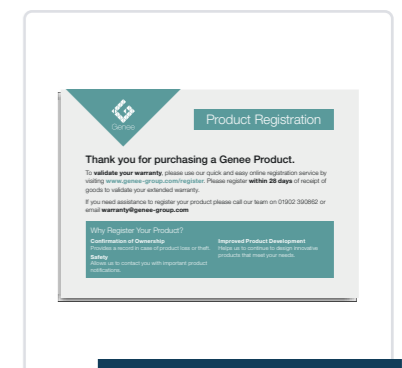 Genee
Product Registration
Thank you for purchasing a Genee Product.
To validate your warranty, please use our quick and easy online registration service by
visiting www.genee-group.com/register. Please register within 28 days of receipt of
goods to validate your extended warranty.
If you need assistance to register your product please call our team on 01902 390862 or
email warranty@genee-group.com
Why Register Your Product?
Confirmation of Ownership
Provides a record in case of product loss or theft.
Safety
Allows us to contact you with important product
notifications.
Improved Product Development
Helps us to continue to design innovative
products that meet your needs.